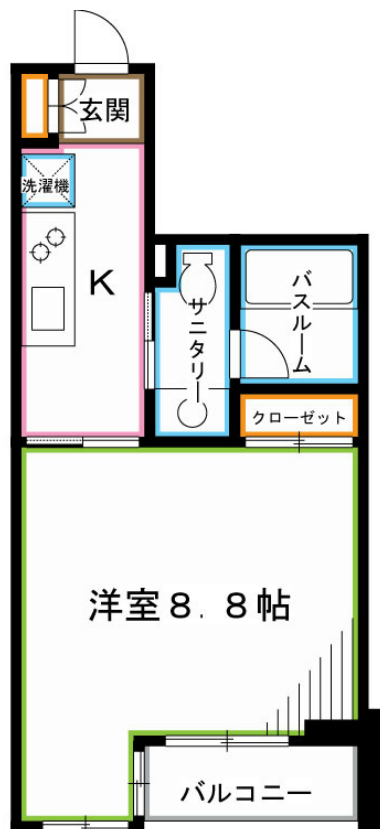 玄関
洗濯機
K
サニタリー
バスルーム
クローゼット
洋室8.8帖
バルコニー